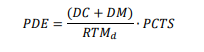 PDE = (DC + DM) / RTM_d · PCTS